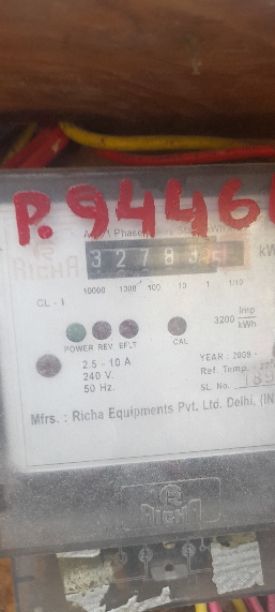 P.9446
RICHA
3 2 7 8 3
10000 1000 100 10 1 1/10
CL - 1
3200 Imp/kWh
POWER REV EFLT CAL
2.5 - 10 A
240 V.
50 Hz.
YEARː 2009 -
Ref. Temp.
SL No.
Mfrs. : Richa Equipments Pvt. Ltd. Delhi, (IN
RICHA